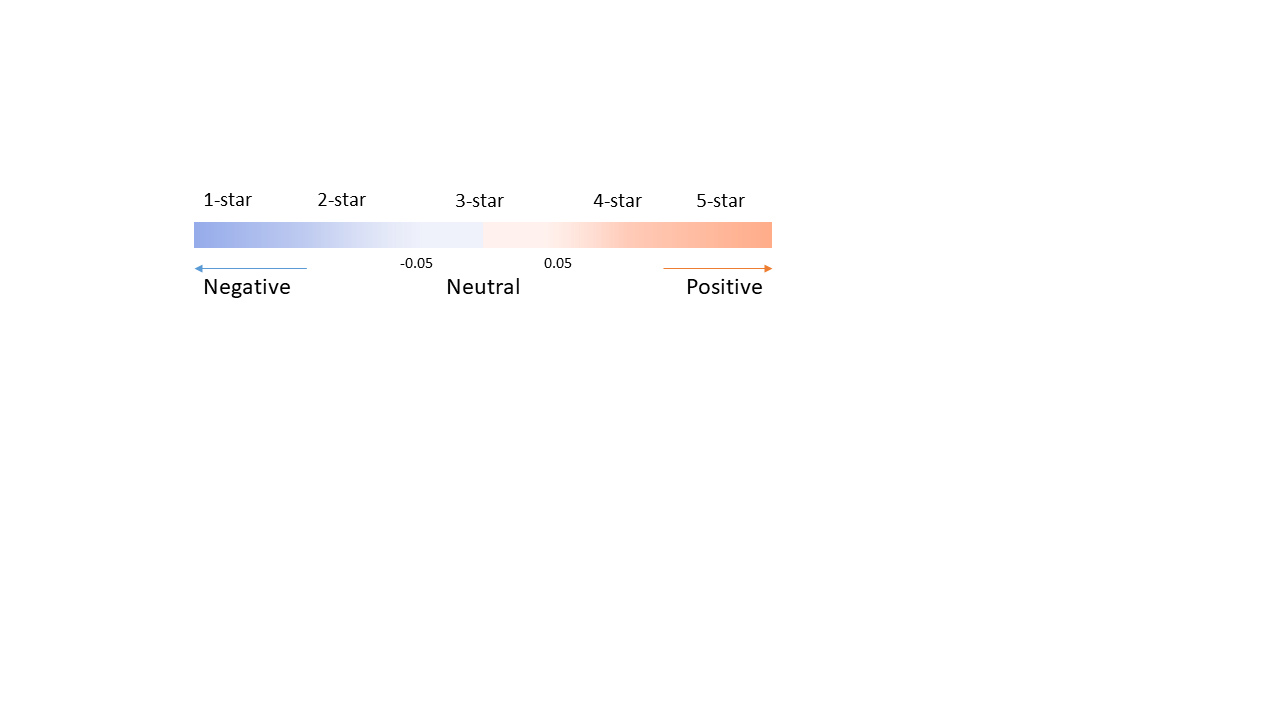 1-star 2-star 3-star 4-star 5-star
-0.05 0.05
Negative Neutral Positive